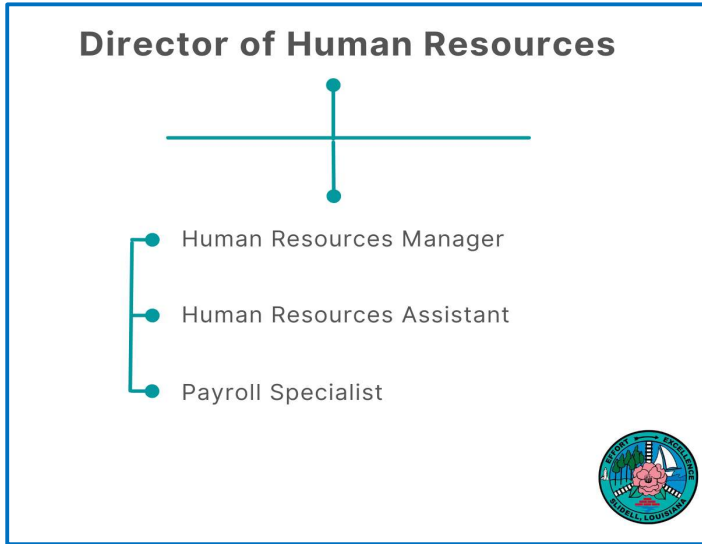 Director of Human Resources
Human Resources Manager
Human Resources Assistant
Payroll Specialist
EFFORT EXCELLENCE
SLIDELL, LOUISIANA